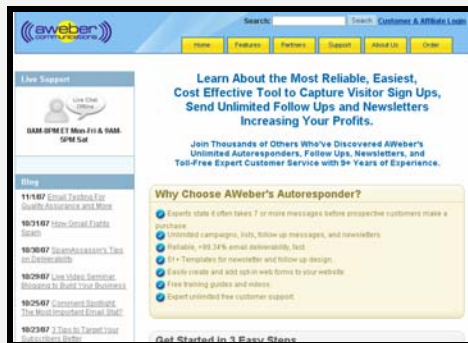 aweber
communications
Search:
Search
Customer & Affiliate Login
Home
Features
Partners
Support
About Us
Order
Live Support
Live Chat
Offline
8AM-8PM ET Mon-Fri & 9AM-
5PM Sat
Blog
11/1/07 Email Testing For
Quality Assurance and More
10/31/07 How Gmail Fights
Spam
10/30/07 SpamAssassin's Tips
on Deliverability
10/29/07 Live Video Seminar:
Blogging to Build Your Business
10/25/07 Comment Spotlight:
The Most Important Email Stat?
10/23/07 3 Tips to Target Your
Subscribers Better
Learn About the Most Reliable, Easiest,
Cost Effective Tool to Capture Visitor Sign Ups,
Send Unlimited Follow Ups and Newsletters
Increasing Your Profits.
Join Thousands of Others Who've Discovered AWeber's
Unlimited Autoresponders, Follow Ups, Newsletters, and
Toll-Free Expert Customer Service with 9+ Years of Experience.
Why Choose AWeber's Autoresponder?
Experts state it often takes 7 or more messages before prospective customers make a
purchase.
Unlimited campaigns, lists, follow up messages, and newsletters.
Reliable, +99.34% email deliverability, fast.
51+ Templates for newsletter and follow up design.
Easily create and add opt-in web forms to your website.
Free training guides and videos.
Expert unlimited free customer support.
Get Started in 3 Easy Steps